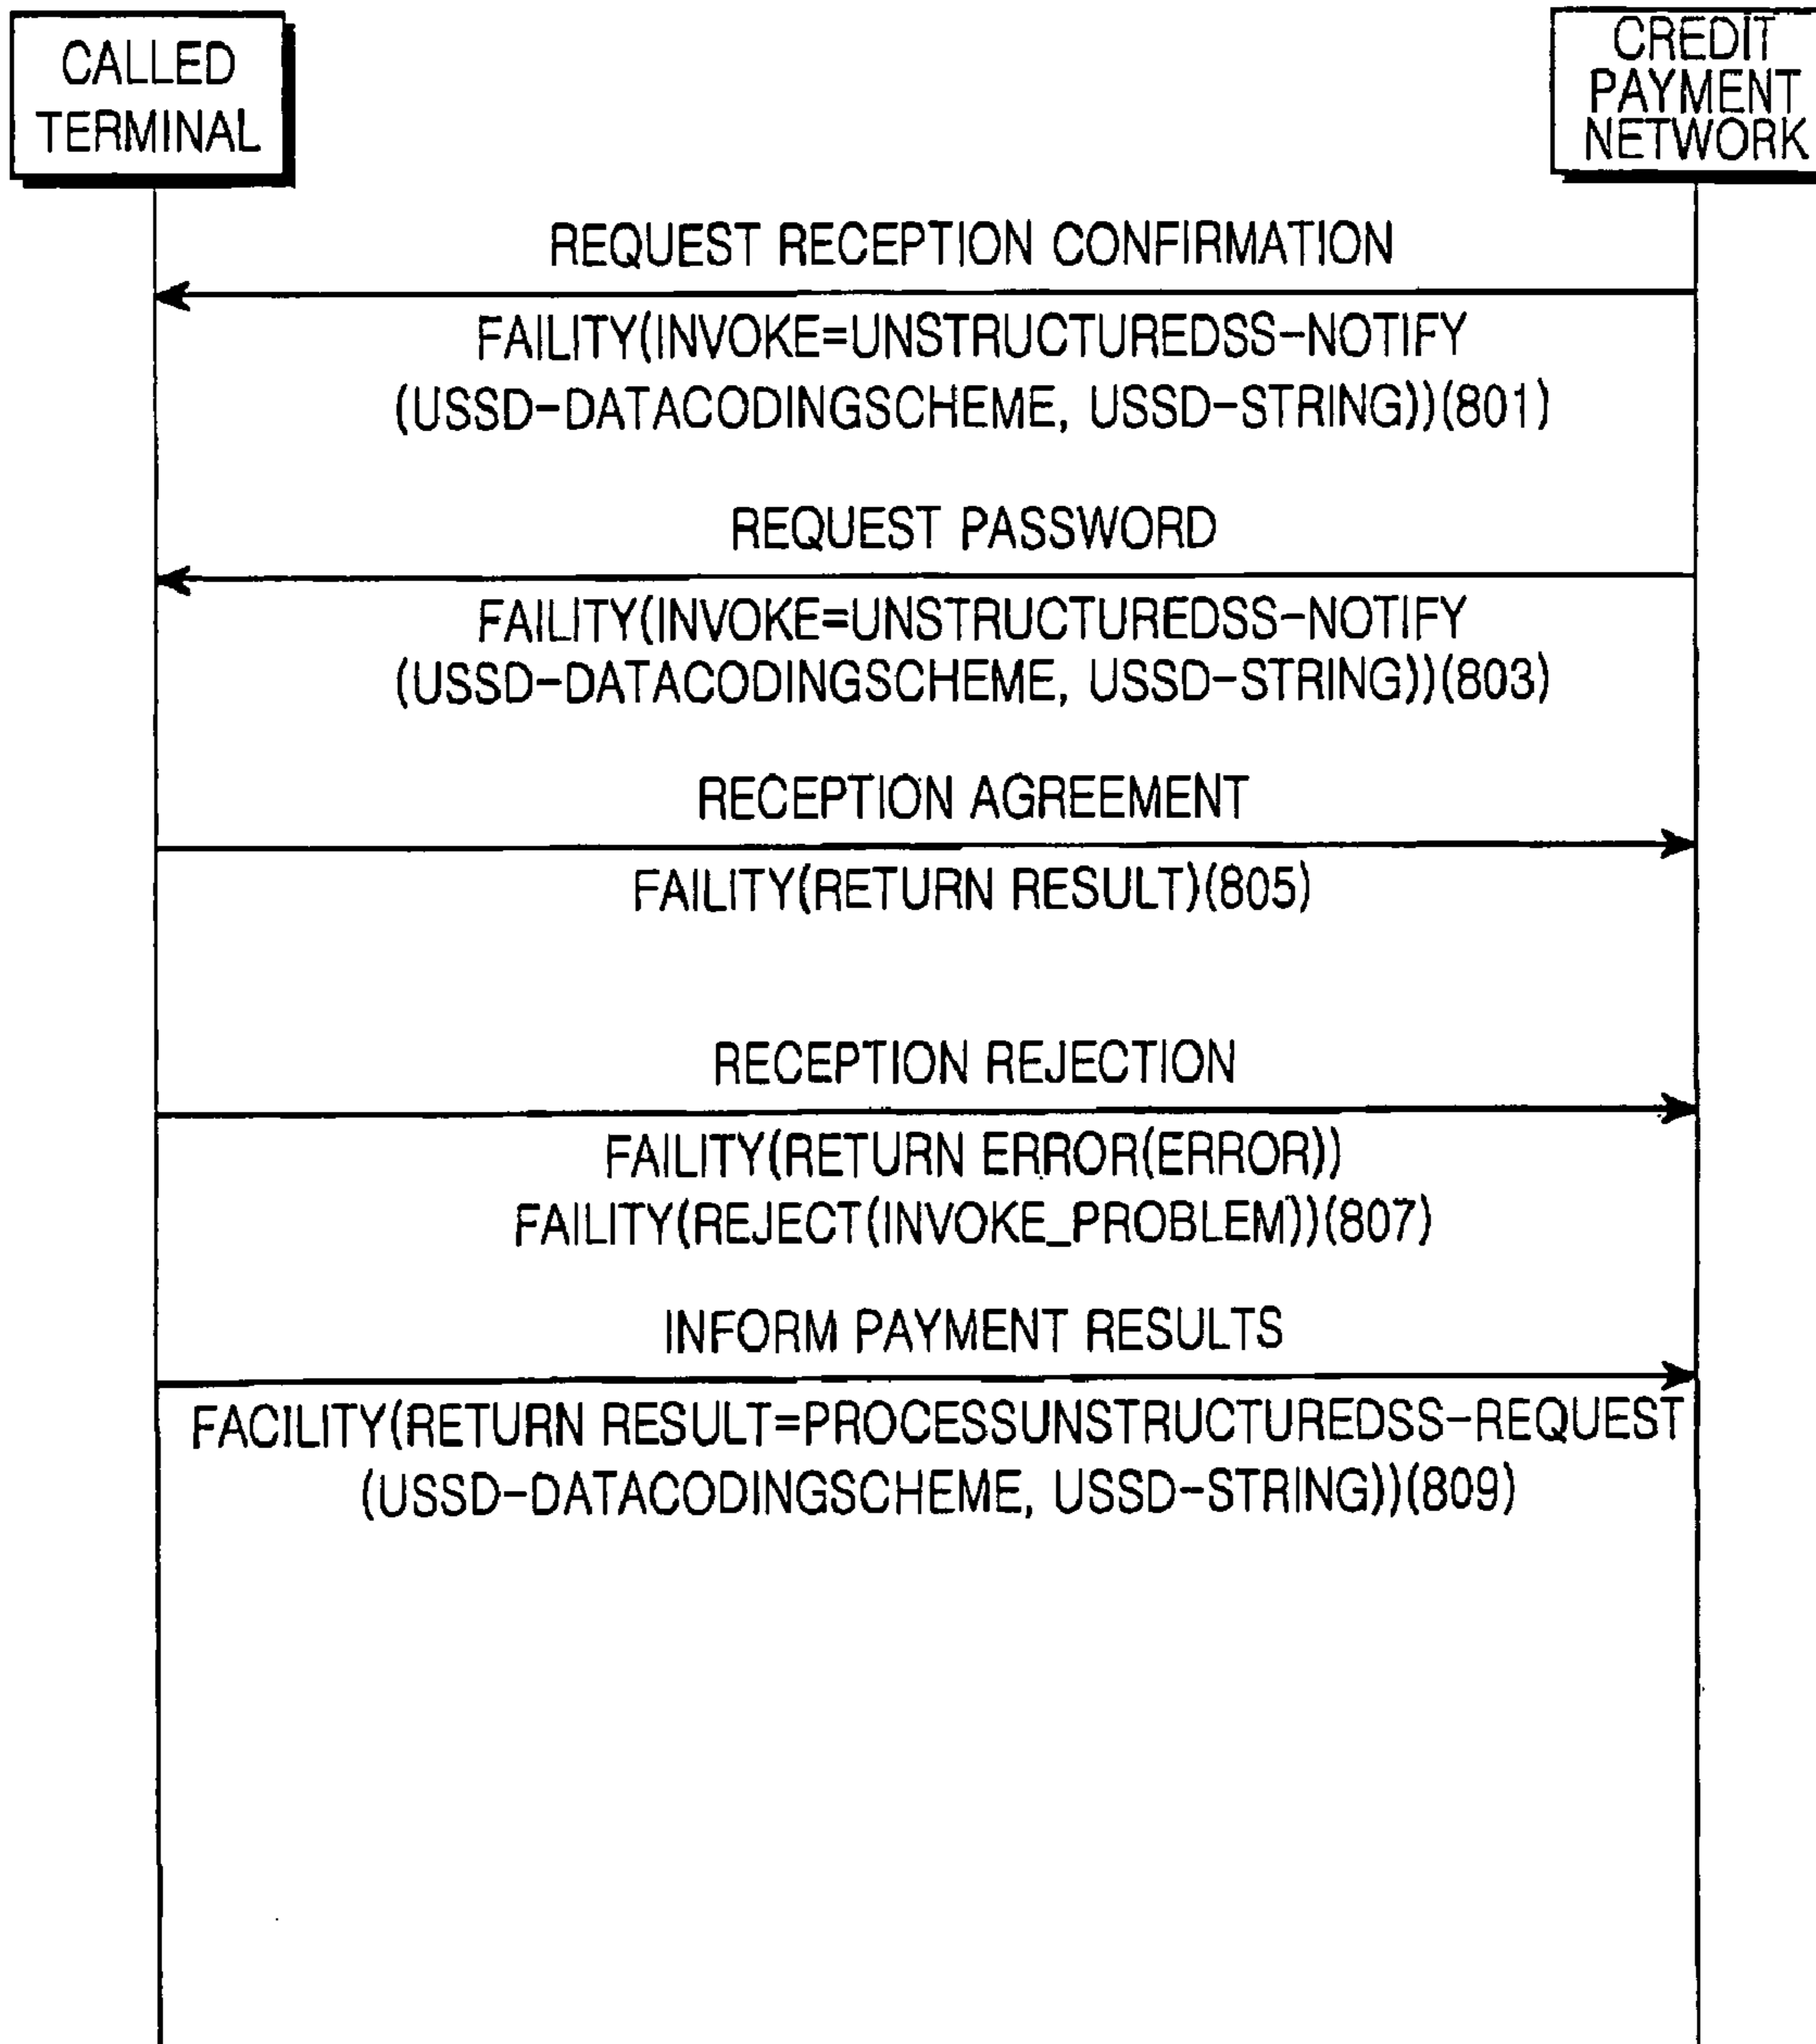 CALLED
TERMINAL
CREDIT
PAYMENT
NETWORK
REQUEST RECEPTION CONFIRMATION
FAILITY(INVOKE=UNSTRUCTUREDSS-NOTIFY
(USSD-DATACODINGSCHEME, USSD-STRING))(801)
REQUEST PASSWORD
FAILITY(INVOKE=UNSTRUCTUREDSS-NOTIFY
(USSD-DATACODINGSCHEME, USSD-STRING))(803)
RECEPTION AGREEMENT
FAILITY(RETURN RESULT)(805)
RECEPTION REJECTION
FAILITY(RETURN ERROR(ERROR))
FAILITY(REJECT(INVOKE_PROBLEM))(807)
INFORM PAYMENT RESULTS
FACILITY(RETURN RESULT=PROCESSUNSTRUCTUREDSS-REQUEST
(USSD-DATACODINGSCHEME, USSD-STRING))(809)